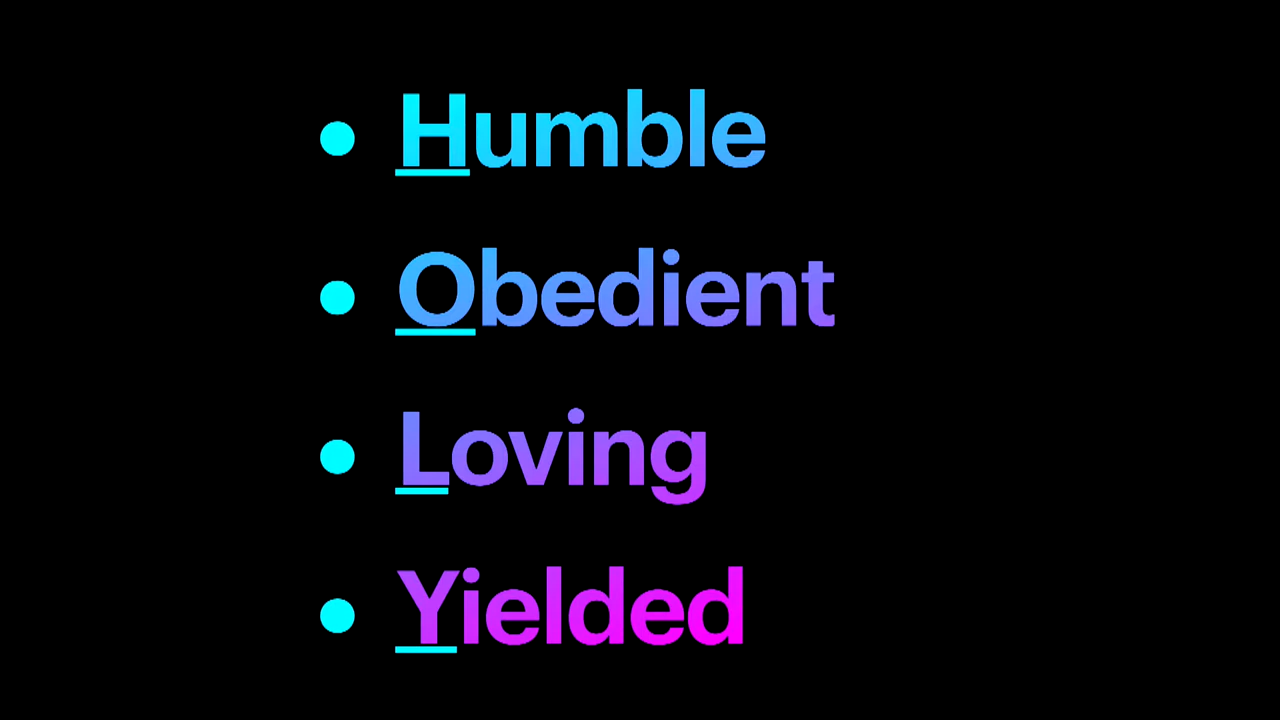 • Humble
• Obedient
• Loving
• Yielded